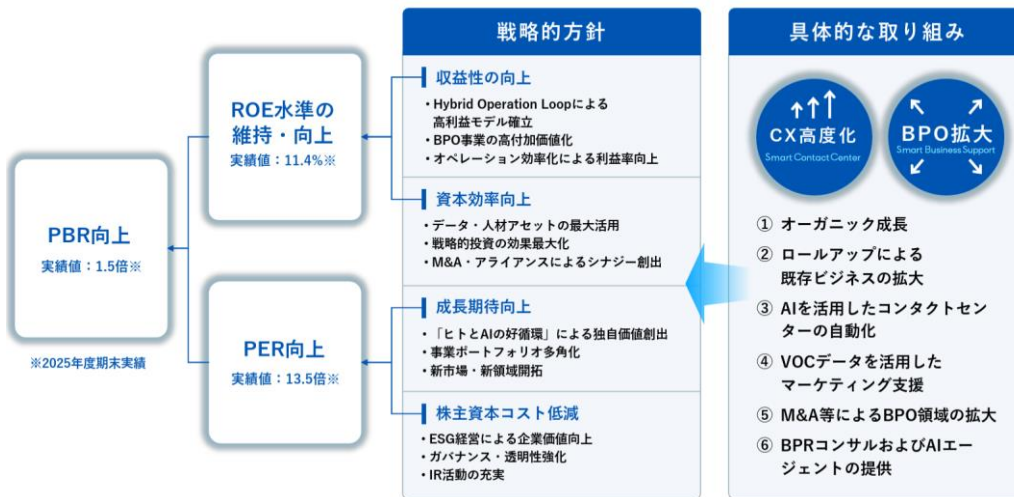 PBR向上
実績値：1.5倍※
※2025年度期末実績
ROE水準の
維持・向上
実績値：11.4%※
PER向上
実績値：13.5倍※
戦略的方針
収益性の向上
・Hybrid Operation Loopによる
高利益モデル確立
・BPO事業の高付加価値化
・オペレーション効率化による利益率向上
資本効率向上
・データ・人材アセットの最大活用
・戦略的投資の効果最大化
・M&A・アライアンスによるシナジー創出
成長期待向上
・「ヒトとAIの好循環」による独自価値創出
・事業ポートフォリオ多角化
・新市場・新領域開拓
株主資本コスト低減
・ESG経営による企業価値向上
・ガバナンス・透明性強化
・IR活動の充実
具体的な取り組み
CX高度化
Smart Contact Center
BPO拡大
Smart Business Support
① オーガニック成長
② ロールアップによる
既存ビジネスの拡大
③ AIを活用したコンタクトセン
ターの自動化
④ VOCデータを活用した
マーケティング支援
⑤ M&A等によるBPO領域の拡大
⑥ BPRコンサルおよびAIエー
ジェントの提供